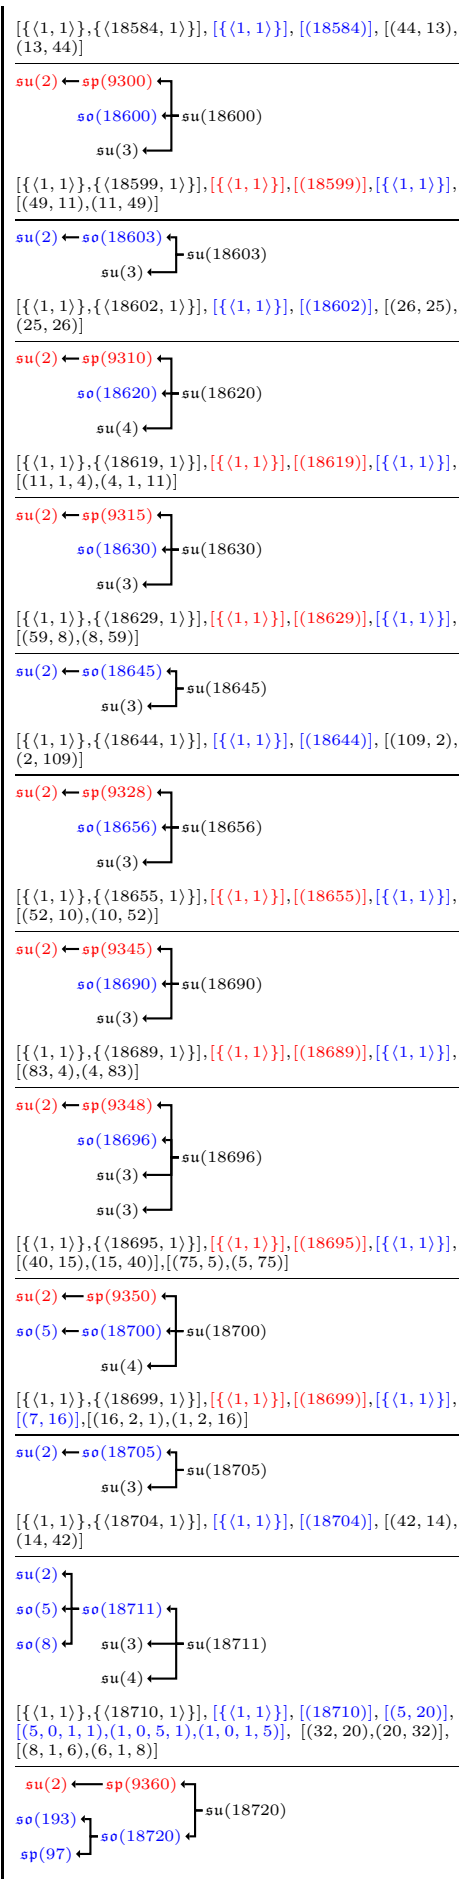 [{⟨1, 1⟩},{⟨18584, 1⟩}], [{⟨1, 1⟩}], [(18584)], [(44, 13),
(13, 44)]
𝔰𝔲(2) 𝔰𝔭(9300)
𝔰𝔬(18600) 𝔰𝔲(18600)
𝔰𝔲(3)
[{⟨1, 1⟩},{⟨18599, 1⟩}],[{⟨1, 1⟩}],[(18599)],[{⟨1, 1⟩}],
[(49, 11),(11, 49)]
𝔰𝔲(2) 𝔰𝔬(18603)
𝔰𝔲(18603)
𝔰𝔲(3)
[{⟨1, 1⟩},{⟨18602, 1⟩}], [{⟨1, 1⟩}], [(18602)], [(26, 25),
(25, 26)]
𝔰𝔲(2) 𝔰𝔭(9310)
𝔰𝔬(18620) 𝔰𝔲(18620)
𝔰𝔲(4)
[{⟨1, 1⟩},{⟨18619, 1⟩}],[{⟨1, 1⟩}],[(18619)],[{⟨1, 1⟩}],
[(11, 1, 4),(4, 1, 11)]
𝔰𝔲(2) 𝔰𝔭(9315)
𝔰𝔬(18630) 𝔰𝔲(18630)
𝔰𝔲(3)
[{⟨1, 1⟩},{⟨18629, 1⟩}],[{⟨1, 1⟩}],[(18629)],[{⟨1, 1⟩}],
[(59, 8),(8, 59)]
𝔰𝔲(2) 𝔰𝔬(18645)
𝔰𝔲(18645)
𝔰𝔲(3)
[{⟨1, 1⟩},{⟨18644, 1⟩}], [{⟨1, 1⟩}], [(18644)], [(109, 2),
(2, 109)]
𝔰𝔲(2) 𝔰𝔭(9328)
𝔰𝔬(18656) 𝔰𝔲(18656)
𝔰𝔲(3)
[{⟨1, 1⟩},{⟨18655, 1⟩}],[{⟨1, 1⟩}],[(18655)],[{⟨1, 1⟩}],
[(52, 10),(10, 52)]
𝔰𝔲(2) 𝔰𝔭(9345)
𝔰𝔬(18690) 𝔰𝔲(18690)
𝔰𝔲(3)
[{⟨1, 1⟩},{⟨18689, 1⟩}],[{⟨1, 1⟩}],[(18689)],[{⟨1, 1⟩}],
[(83, 4),(4, 83)]
𝔰𝔲(2) 𝔰𝔭(9348)
𝔰𝔬(18696)
𝔰𝔲(18696)
𝔰𝔲(3)
𝔰𝔲(3)
[{⟨1, 1⟩},{⟨18695, 1⟩}],[{⟨1, 1⟩}],[(18695)],[{⟨1, 1⟩}],
[(40, 15),(15, 40)],[(75, 5),(5, 75)]
𝔰𝔲(2) 𝔰𝔭(9350)
𝔰𝔬(5) 𝔰𝔬(18700) 𝔰𝔲(18700)
𝔰𝔲(4)
[{⟨1, 1⟩},{⟨18699, 1⟩}],[{⟨1, 1⟩}],[(18699)],[{⟨1, 1⟩}],
[(7, 16)],[(16, 2, 1),(1, 2, 16)]
𝔰𝔲(2) 𝔰𝔬(18705)
𝔰𝔲(18705)
𝔰𝔲(3)
[{⟨1, 1⟩},{⟨18704, 1⟩}], [{⟨1, 1⟩}], [(18704)], [(42, 14),
(14, 42)]
𝔰𝔲(2)
𝔰𝔬(5) 𝔰𝔬(18711)
𝔰𝔬(8) 𝔰𝔲(3) 𝔰𝔲(18711)
𝔰𝔲(4)
[{⟨1, 1⟩},{⟨18710, 1⟩}], [{⟨1, 1⟩}], [(18710)], [(5, 20)],
[(5, 0, 1, 1),(1, 0, 5, 1),(1, 0, 1, 5)], [(32, 20),(20, 32)],
[(8, 1, 6),(6, 1, 8)]
𝔰𝔲(2) 𝔰𝔭(9360)
𝔰𝔲(18720)
𝔰𝔬(193)
𝔰𝔬(18720)
𝔰𝔭(97)